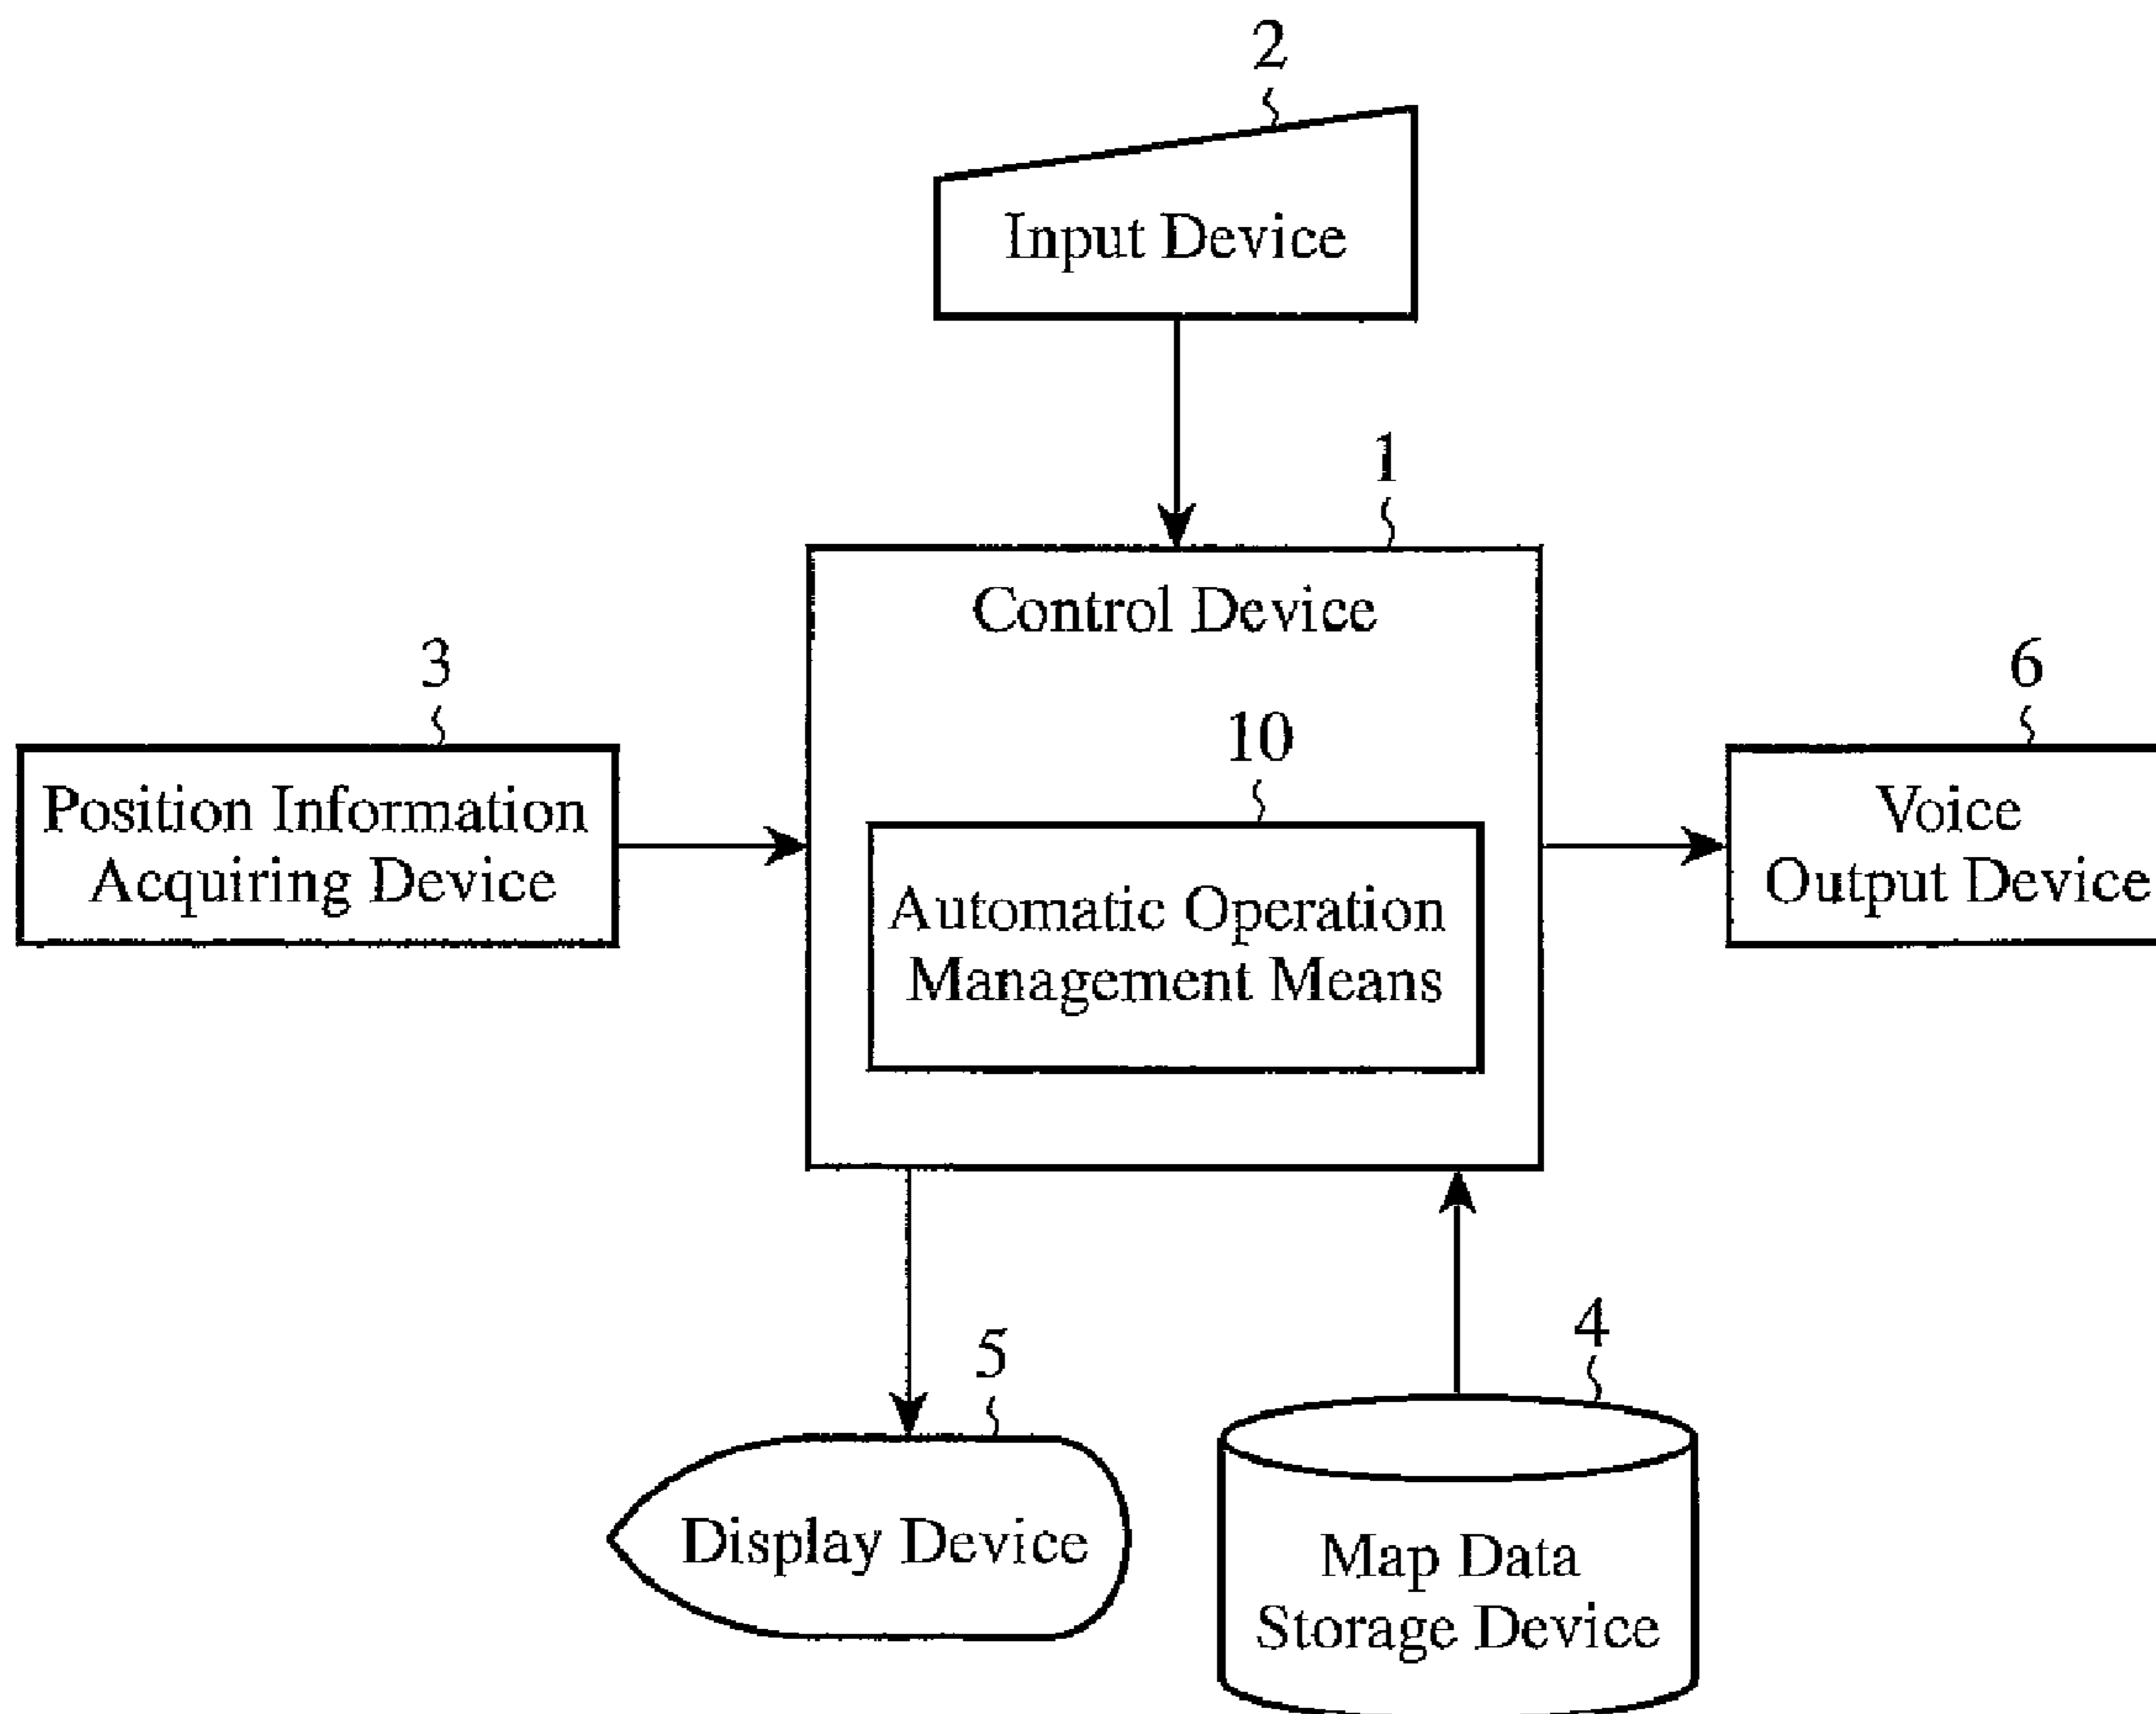 2
Input Device
1
Control Device
3
Position Information
Acquiring Device
10
Automatic Operation
Management Means
6
Voice
Output Device
5
Display Device
4
Map Data
Storage Device